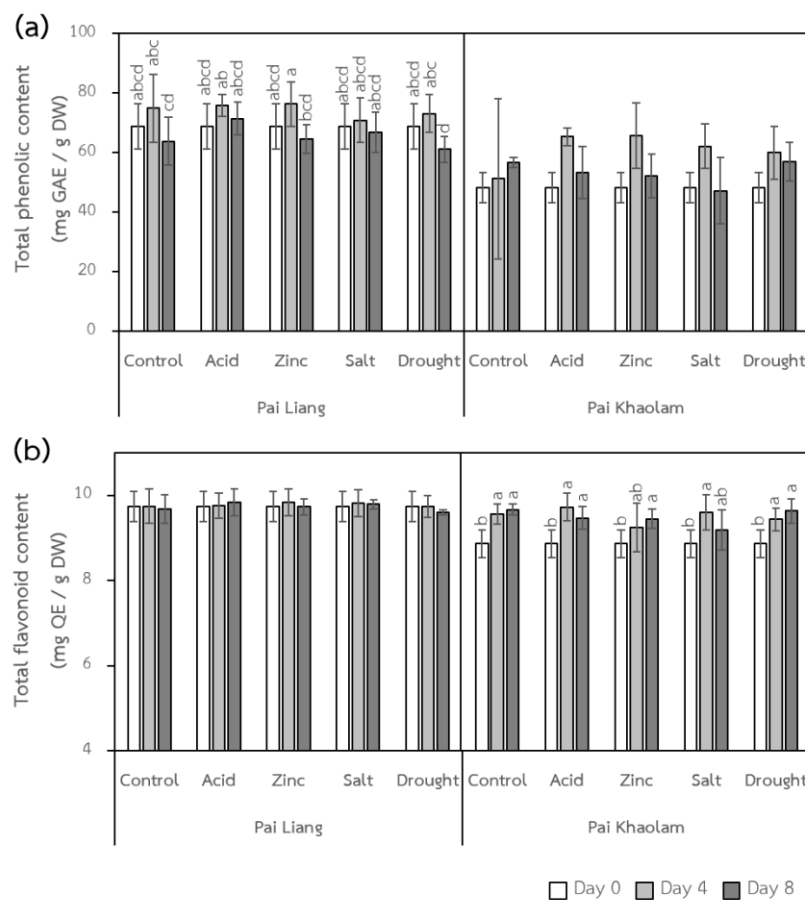 (a)
Total phenolic content
(mg GAE / g DW)
100
80
60
40
20
0
abcd abc cd abcd ab abcd abcd a bcd abcd abcd abcd abcd abc d
Control Acid Zinc Salt Drought Control Acid Zinc Salt Drought
Pai Liang Pai Khaolam
(b)
Total flavonoid content
(mg QE / g DW)
10
8
6
4
b a a b a a b ab a b a ab b a a
Control Acid Zinc Salt Drought Control Acid Zinc Salt Drought
Pai Liang Pai Khaolam
Day 0 Day 4 Day 8